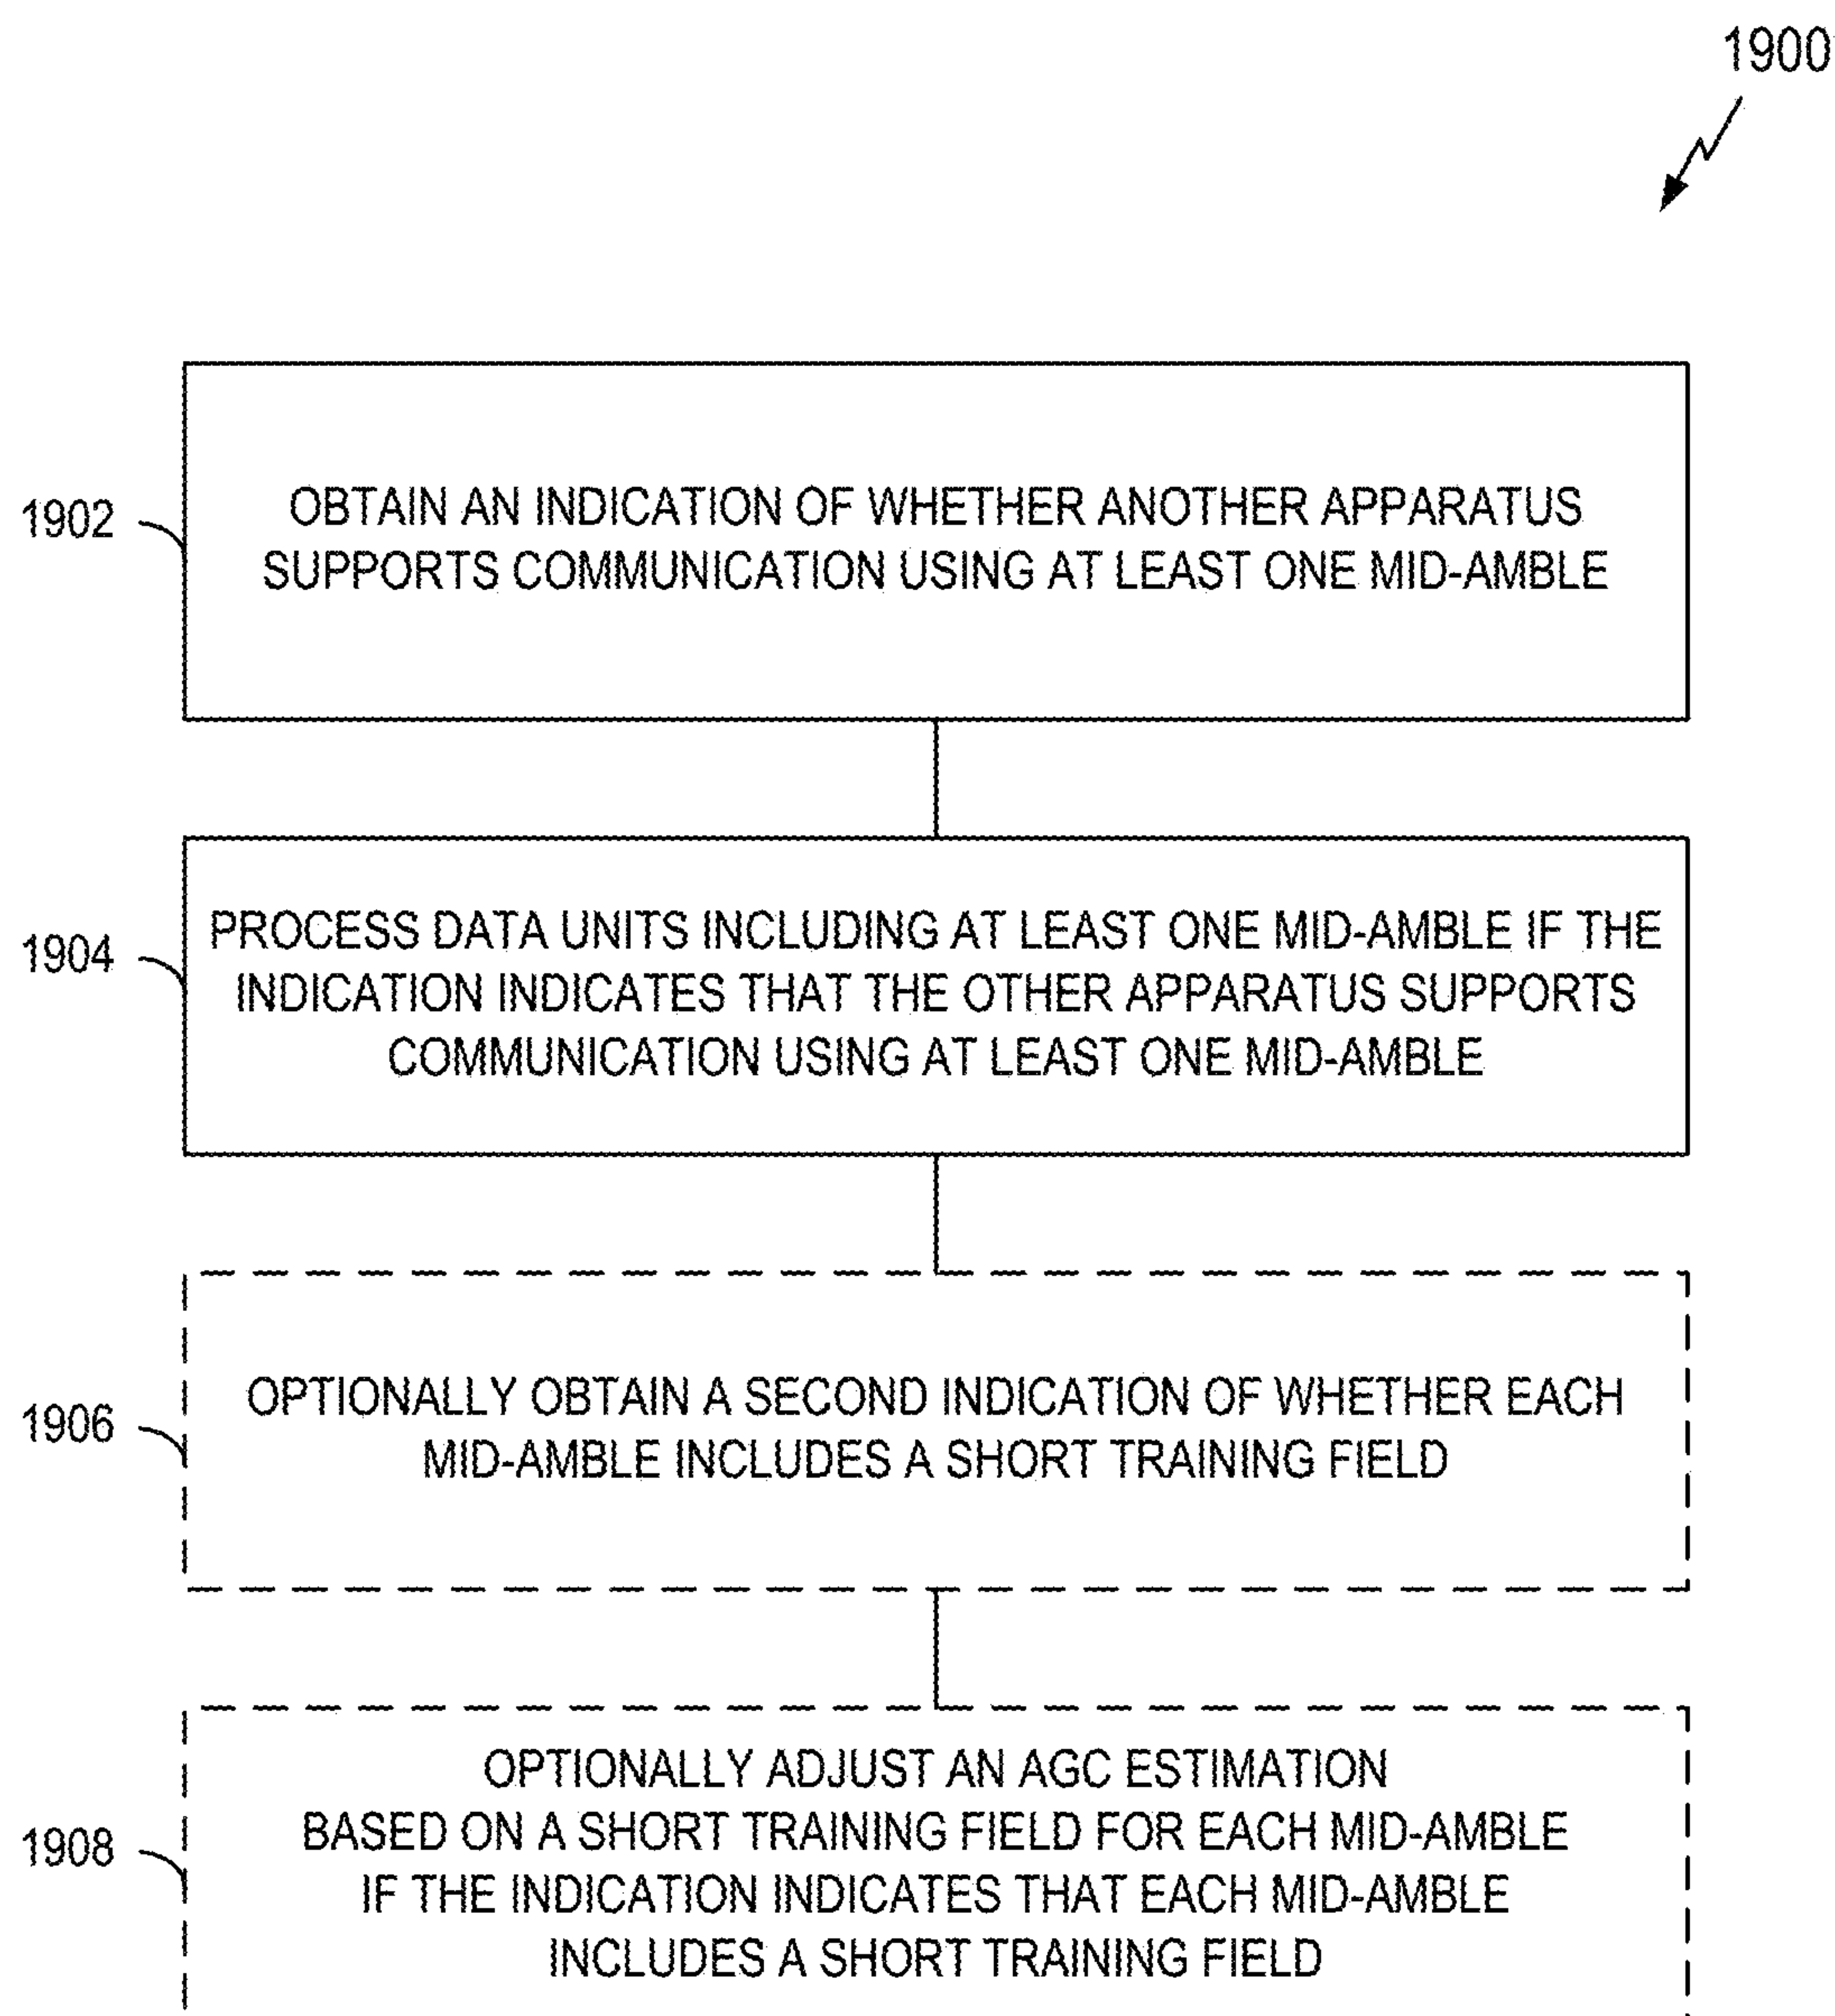 1900
1902
OBTAIN AN INDICATION OF WHETHER ANOTHER APPARATUS
SUPPORTS COMMUNICATION USING AT LEAST ONE MID-AMBLE
1904
PROCESS DATA UNITS INCLUDING AT LEAST ONE MID-AMBLE IF THE
INDICATION INDICATES THAT THE OTHER APPARATUS SUPPORTS
COMMUNICATION USING AT LEAST ONE MID-AMBLE
1906
OPTIONALLY OBTAIN A SECOND INDICATION OF WHETHER EACH
MID-AMBLE INCLUDES A SHORT TRAINING FIELD
1908
OPTIONALLY ADJUST AN AGC ESTIMATION
BASED ON A SHORT TRAINING FIELD FOR EACH MID-AMBLE
IF THE INDICATION INDICATES THAT EACH MID-AMBLE
INCLUDES A SHORT TRAINING FIELD